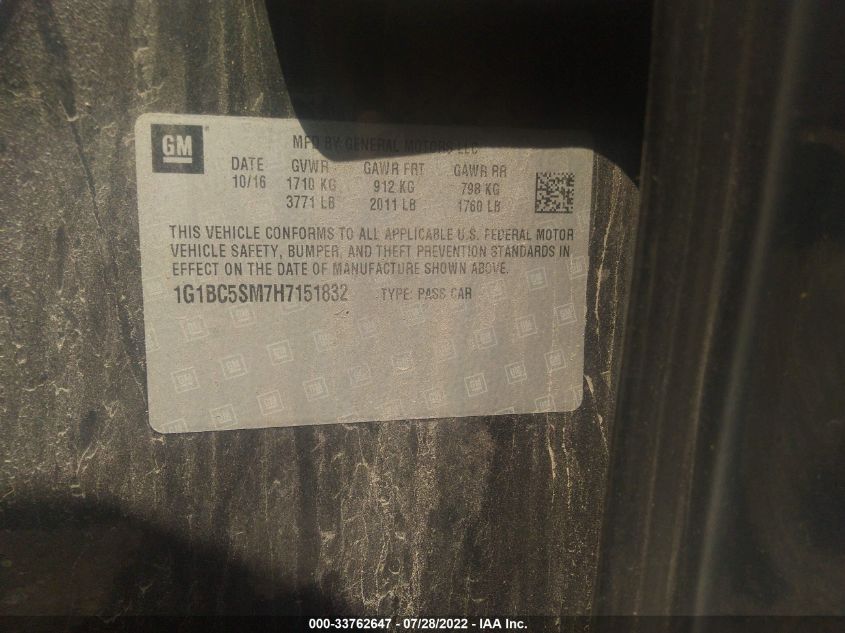 GM®
MFD BY GENERAL MOTORS LLC
DATE GVWR GAWR FRT GAWR RR
10/16 1710 KG 912 KG 798 KG
3771 LB 2011 LB 1760 LB
THIS VEHICLE CONFORMS TO ALL APPLICABLE U.S. FEDERAL MOTOR
VEHICLE SAFETY, BUMPER, AND THEFT PREVENTION STANDARDS IN
EFFECT ON THE DATE OF MANUFACTURE SHOWN ABOVE.
1G1BC5SM7H7151832 TYPE: PASS CAR
000-33762647 - 07/28/2022 - IAA Inc.